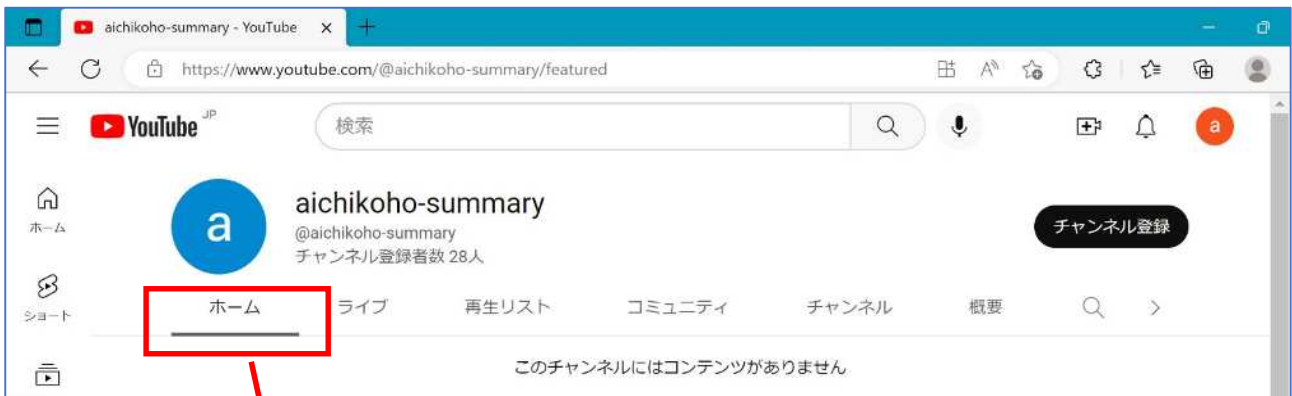 aichikoho-summary - YouTube
https://www.youtube.com/@aichikoho-summary/featured
YouTube JP
検索
a
ホーム
a
aichikoho-summary
@aichikoho-summary
チャンネル登録者数 28人
チャンネル登録
ショート
ホーム ライブ 再生リスト コミュニティ チャンネル 概要
このチャンネルにはコンテンツがありません